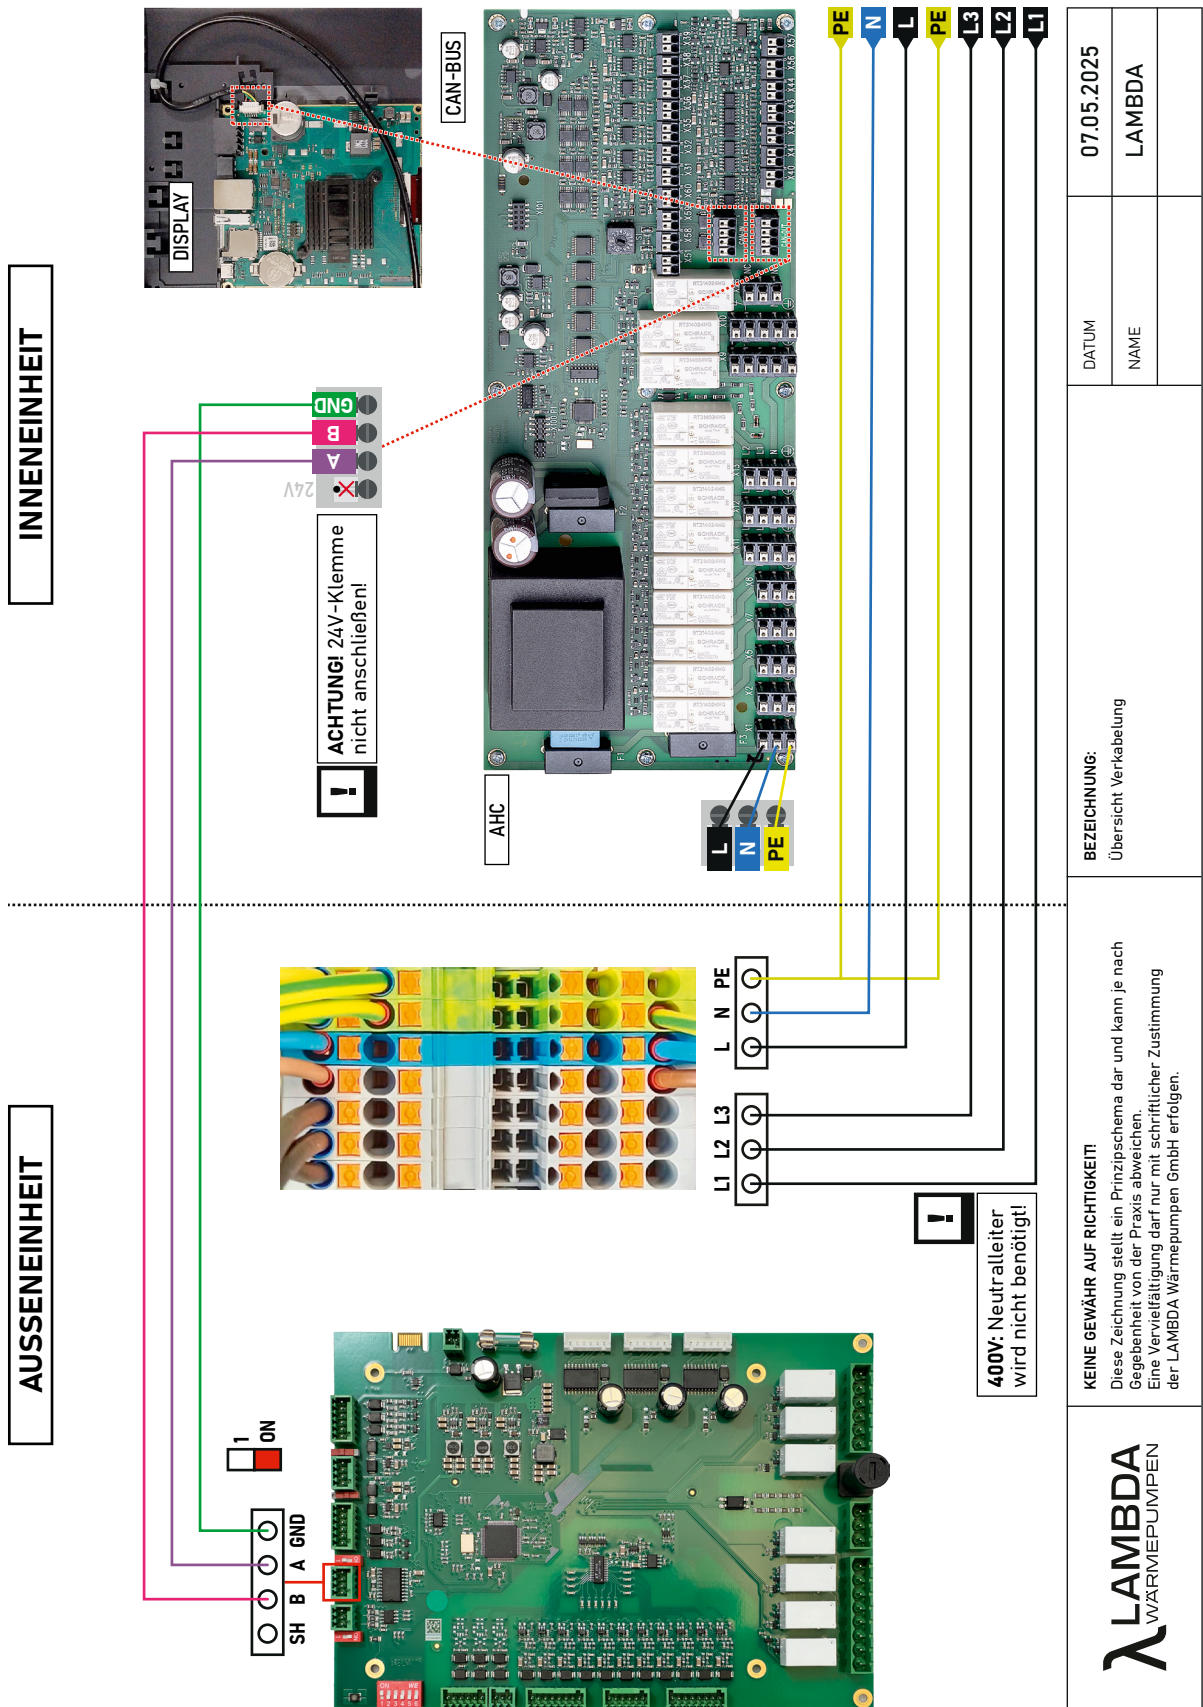 AUSSENEINHEIT
INNENEINHEIT
SH
B
A
GND
1
ON
24V
A
B
GND
ACHTUNG! 24V-Klemme
nicht anschließen!
DISPLAY
CAN-BUS
AHC
L
N
PE
L1
L2
L3
L
N
PE
400V: Neutralleiter
wird nicht benötigt!
PE
N
L
PE
L3
L2
L1
LAMBDA
WÄRMEPUMPEN
KEINE GEWÄHR AUF RICHTIGKEIT!
Diese Zeichnung stellt ein Prinzipschema dar und kann je nach
Gegebenheit von der Praxis abweichen.
Eine Vervielfältigung darf nur mit schriftlicher Zustimmung
der LAMBDA Wärmepumpen GmbH erfolgen.
BEZEICHNUNG:
Übersicht Verkabelung
DATUM
07.05.2025
NAME
LAMBDA